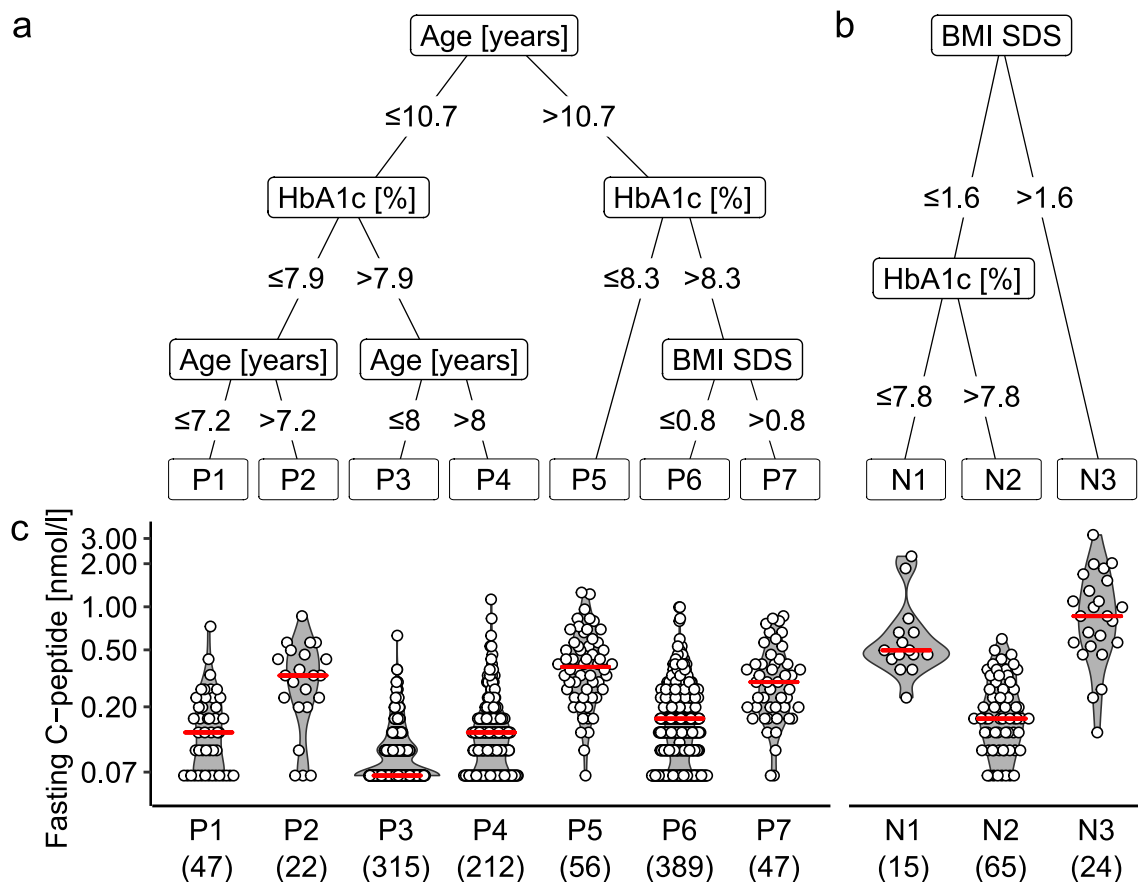 a
b
Age [years]
BMI SDS
≤10.7 >10.7
HbA1c [%] HbA1c [%]
≤1.6 >1.6
≤7.9 >7.9 ≤8.3 >8.3
HbA1c [%]
Age [years] Age [years] BMI SDS
≤7.2 >7.2 ≤8 >8 ≤0.8 >0.8
≤7.8 >7.8
P1 P2 P3 P4 P5 P6 P7 N1 N2 N3
c
Fasting C−peptide [nmol/l]
3.00
2.00
1.00
0.50
0.20
0.07
P1 P2 P3 P4 P5 P6 P7 N1 N2 N3
(47) (22) (315) (212) (56) (389) (47) (15) (65) (24)